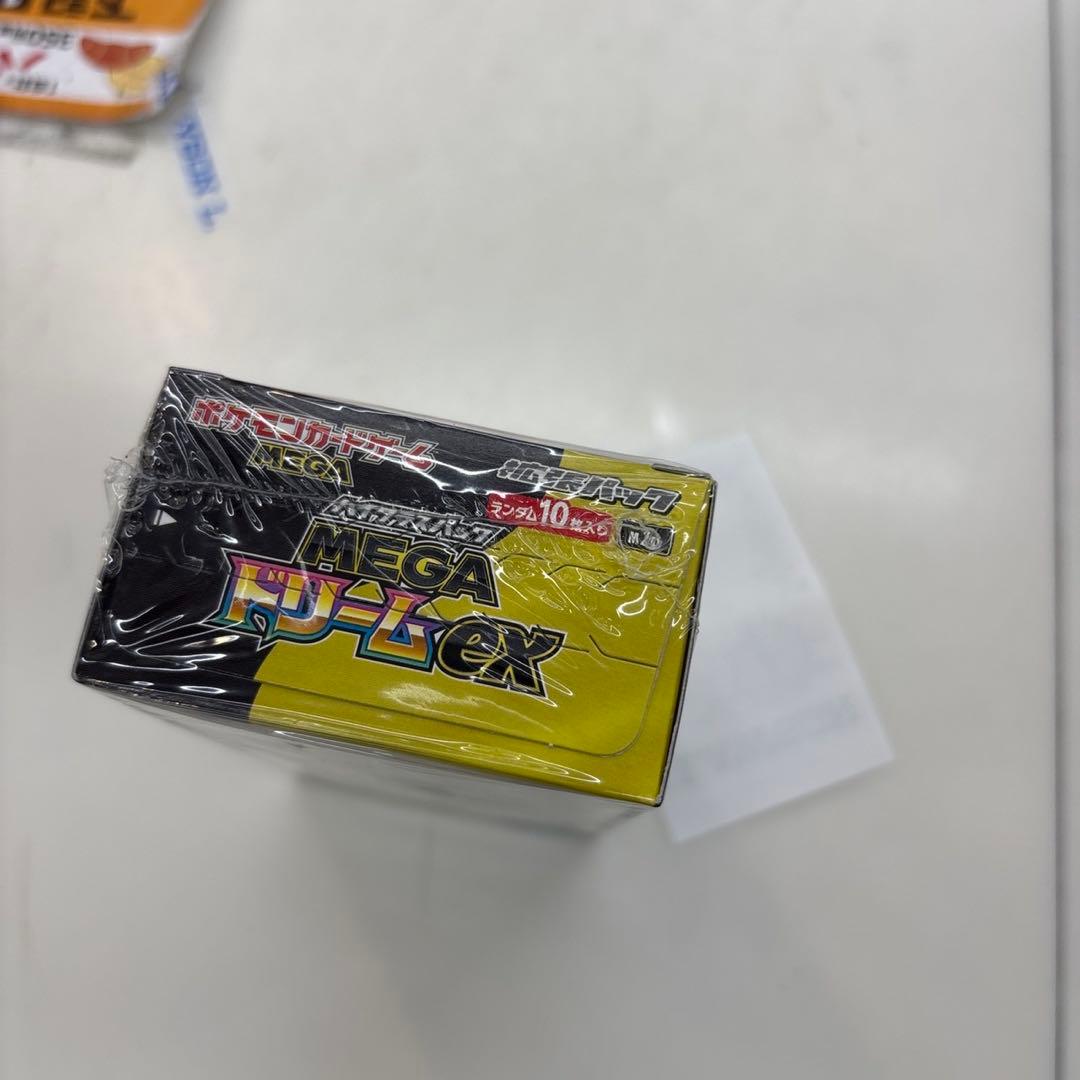 ポケモンカードゲーム
MEGA
拡張パック
ハイクラスパック
ランダム10枚入り
MEGA
ドリームex